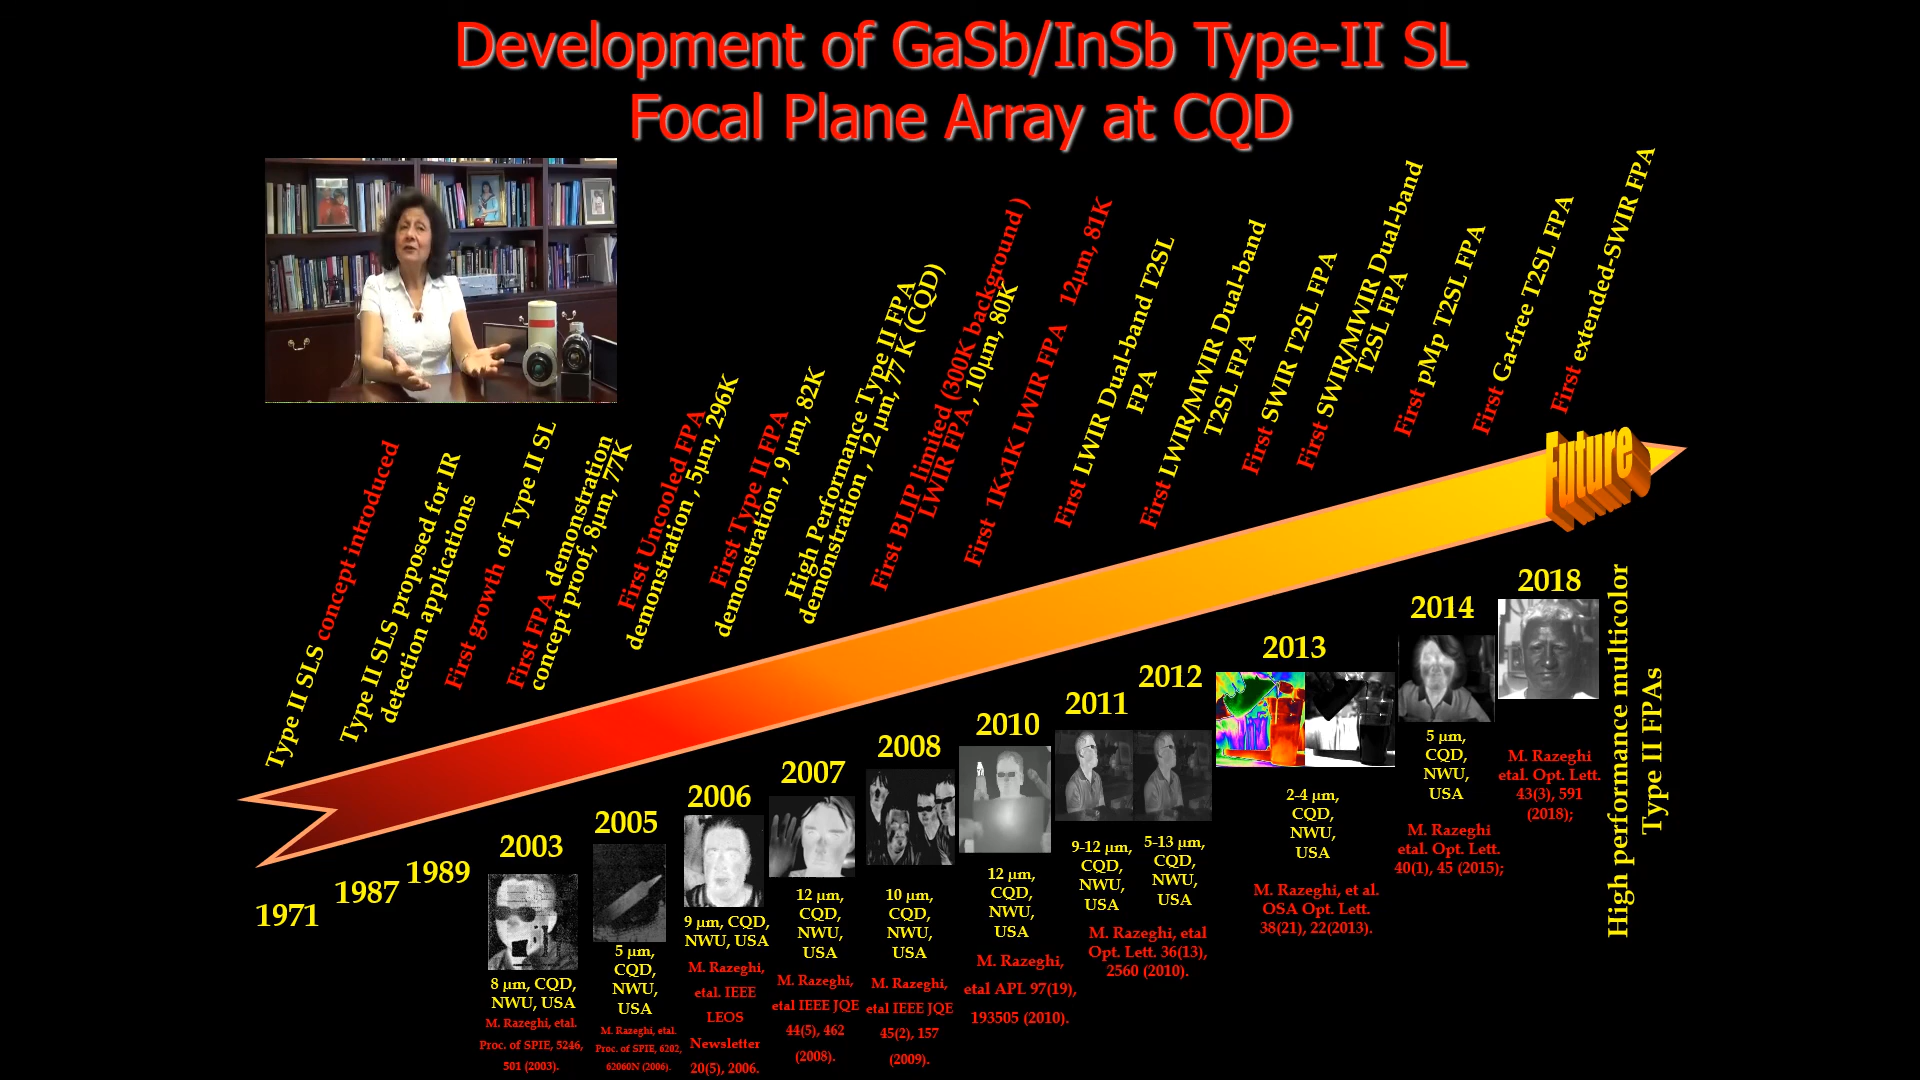 Development of GaSb/InSb Type-II SL
Focal Plane Array at CQD
Type II SLS concept introduced
Type II SLS proposed for IR
detection applications
First growth of Type II SL
First FPA demonstration
concept proof, 8μm, 77K
First Uncooled FPA
demonstration , 5μm, 296K
First Type II FPA
demonstration , 9 μm, 82K
High Performance Type II FPA
demonstration , 12 μm, 77 K (CQD)
First BLIP limited (300K background )
LWIR FPA , 10μm, 80K
First 1Kx1K LWIR FPA 12μm, 81K
First LWIR Dual-band T2SL
FPA
First LWIR/MWIR Dual-band
T2SL FPA
First SWIR T2SL FPA
First SWIR/MWIR Dual-band
T2SL FPA
First pMp T2SL FPA
First Ga-free T2SL FPA
First extended-SWIR FPA
Future
1971
1987
1989
2003
8 μm, CQD,
NWU, USA
M. Razeghi, etal.
Proc. of SPIE, 5246,
501 (2003).
2005
5 μm,
CQD,
NWU,
USA
M. Razeghi, etal.
Proc. of SPIE, 6202,
62060N (2006).
2006
9 μm, CQD,
NWU, USA
M. Razeghi,
etal. IEEE
LEOS
Newsletter
20(5), 2006.
2007
12 μm,
CQD,
NWU,
USA
M. Razeghi,
etal IEEE JQE
44(5), 462
(2008).
2008
10 μm,
CQD,
NWU,
USA
M. Razeghi,
etal IEEE JQE
45(2), 157
(2009).
2010
12 μm,
CQD,
NWU,
USA
M. Razeghi,
etal APL 97(19),
193505 (2010).
2011
9-12 μm,
CQD,
NWU,
USA
2012
5-13 μm,
CQD,
NWU,
USA
M. Razeghi, etal
Opt. Lett. 36(13),
2560 (2010).
2013
2-4 μm,
CQD,
NWU,
USA
M. Razeghi, et al.
OSA Opt. Lett.
38(21), 22(2013).
2014
5 μm,
CQD,
NWU,
USA
M. Razeghi
etal. Opt. Lett.
40(1), 45 (2015);
2018
M. Razeghi
etal. Opt. Lett.
43(3), 591
(2018);
High performance multicolor
Type II FPAs